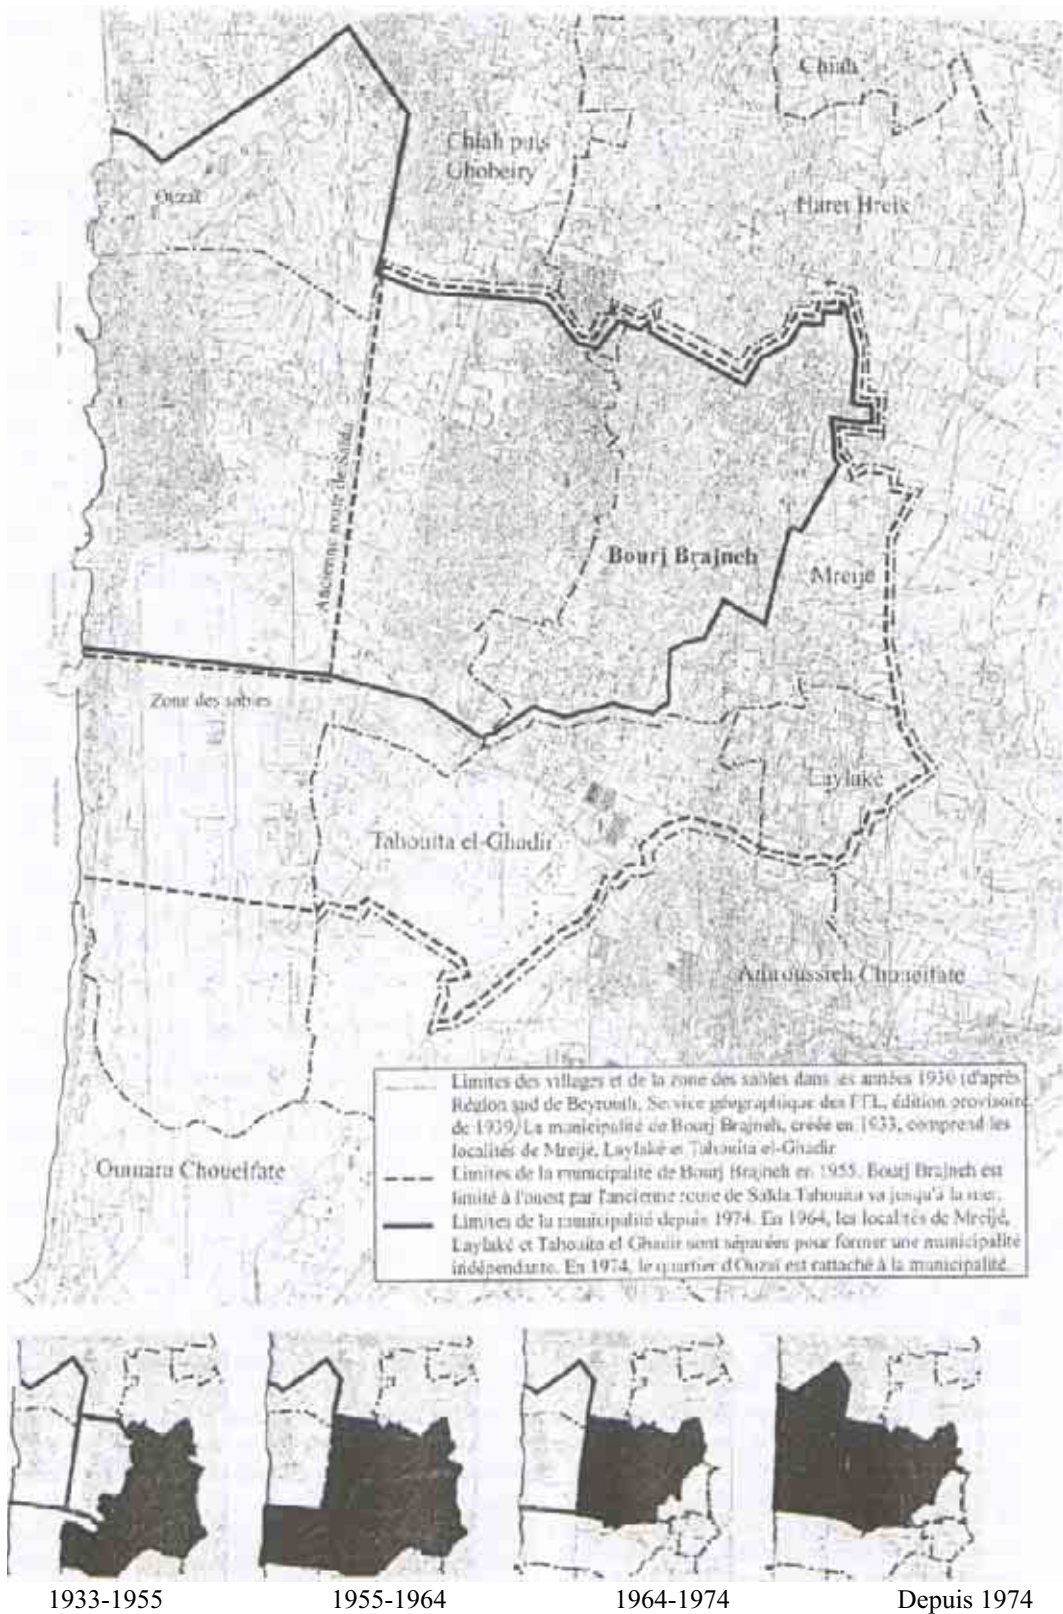 Chiah
Chiah puis
Ghobeiry
Ouzaï
Haret Hreik
Ancienne route de Saïda
Bourj Brajneh
Mreijé
Zone des sables
Laylaké
Tahouita el-Ghadir
Amroussieh Choueifate
Oumara Choueifate
Limites des villages et de la zone des sables dans les années 1930 (d'après
Région sud de Beyrouth, Service géographique des FFL, édition provisoire
de 1939. La municipalité de Bourj Brajneh, créée en 1933, comprend les
localités de Mreijé, Laylaké et Tahouita el-Ghadir
Limites de la municipalité de Bourj Brajneh en 1955. Bourj Brajneh est
limité à l'ouest par l'ancienne route de Saïda Tahouita va jusqu'à la mer.
Limites de la municipalité depuis 1974. En 1964, les localités de Mreijé,
Laylaké et Tahouita el Ghadir sont séparées pour former une municipalité
indépendante. En 1974, le quartier d'Ouzaï est rattaché à la municipalité.
1933-1955
1955-1964
1964-1974
Depuis 1974